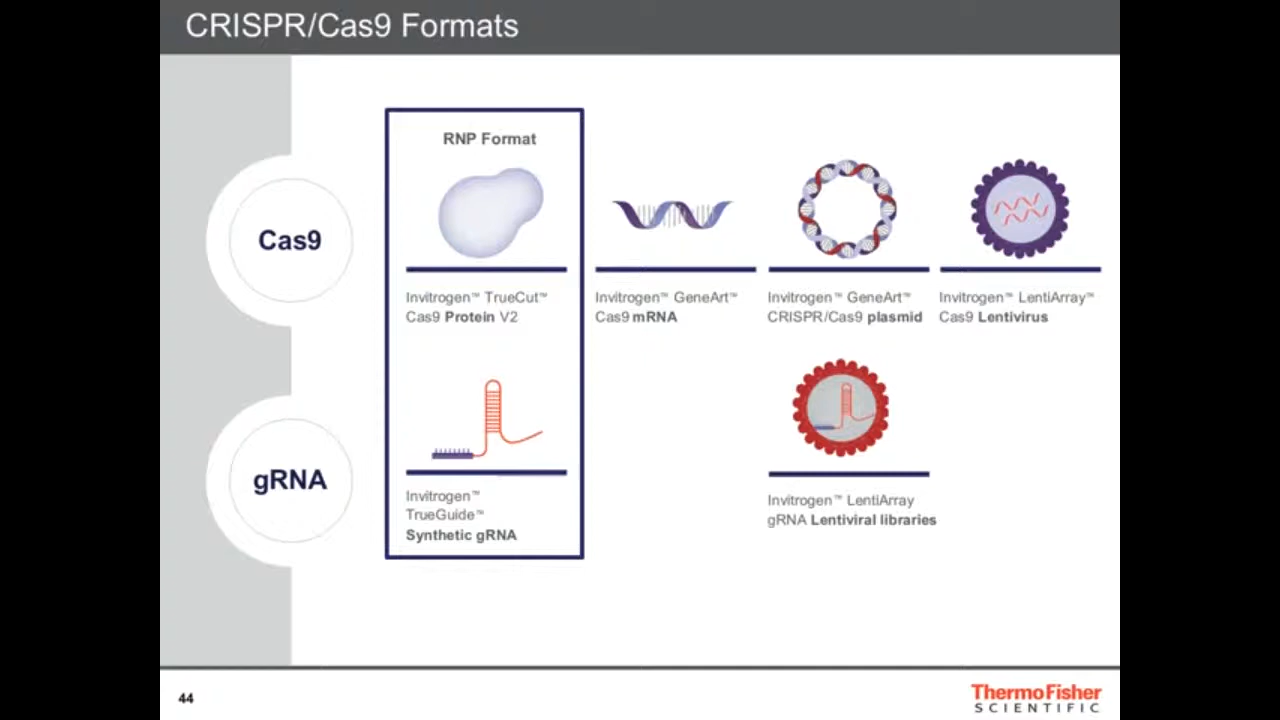 CRISPR/Cas9 Formats
RNP Format
Cas9
Invitrogen™ TrueCut™
Cas9 Protein V2
Invitrogen™ GeneArt™
Cas9 mRNA
Invitrogen™ GeneArt™
CRISPR/Cas9 plasmid
Invitrogen™ LentiArray™
Cas9 Lentivirus
gRNA
Invitrogen™
TrueGuide™
Synthetic gRNA
Invitrogen™ LentiArray
gRNA Lentiviral libraries
44
ThermoFisher
SCIENTIFIC